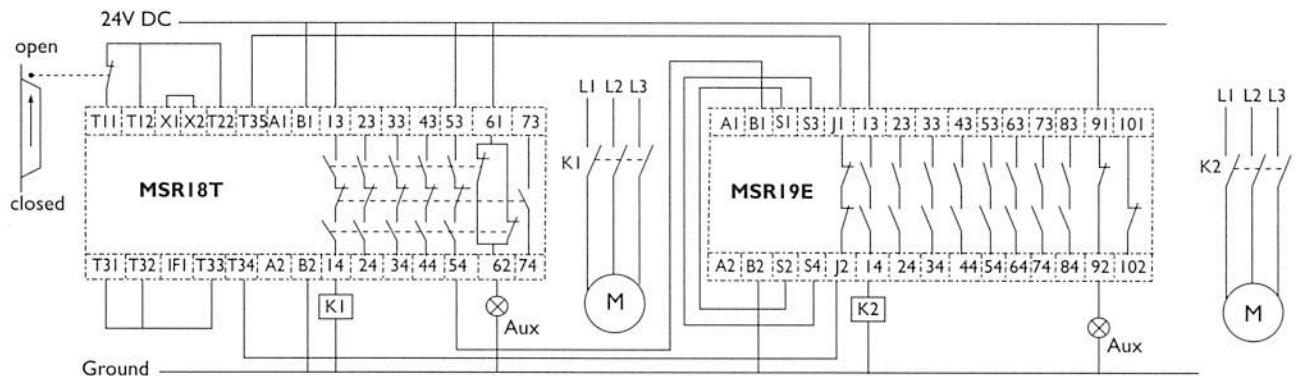 24V DC
open
closed
T11 T12 X1 X2 T22 T35 A1 B1 13 23 33 43 53 61 73
MSR18T
T31 T32 IF1 T33 T34 A2 B2 14 24 34 44 54 62 74
K1
Aux
Ground
L1 L2 L3
K1
M
A1 B1 S1 S3 J1 13 23 33 43 53 63 73 83 91 101
MSR19E
A2 B2 S2 S4 J2 14 24 34 44 54 64 74 84 92 102
K2
Aux
L1 L2 L3
K2
M